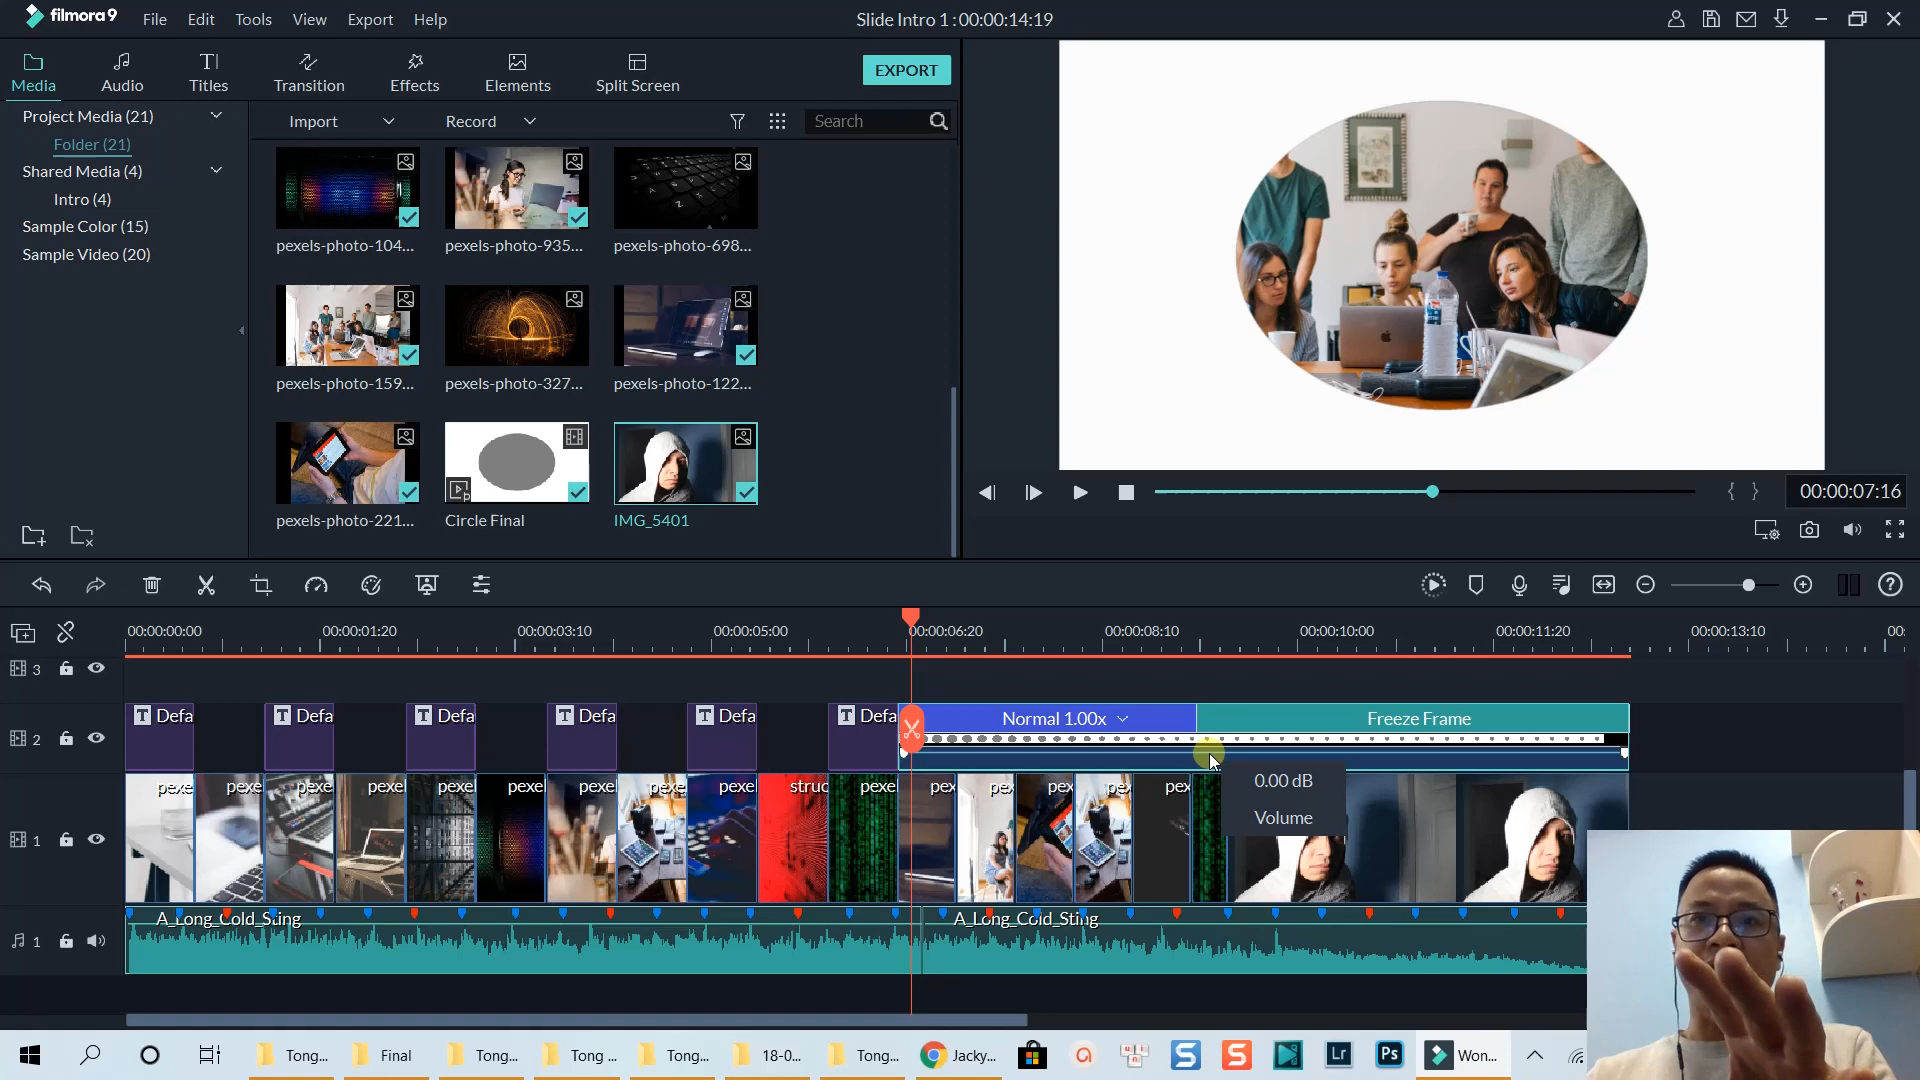 filmora9
File
Edit
Tools
View
Export
Help
Slide Intro 1 : 00:00:14:19
Media
Audio
Titles
Transition
Effects
Elements
Split Screen
EXPORT
Project Media (21)
Folder (21)
Shared Media (4)
Intro (4)
Sample Color (15)
Sample Video (20)
Import
Record
Search
pexels-photo-104...
pexels-photo-935...
pexels-photo-698...
pexels-photo-159...
pexels-photo-327...
pexels-photo-122...
pexels-photo-221...
Circle Final
IMG_5401
00:00:07:16
00:00:00:00
00:00:01:20
00:00:03:10
00:00:05:00
00:00:06:20
00:00:08:10
00:00:10:00
00:00:11:20
00:00:13:10
00:
3
2
T Defa
T Defa
T Defa
T Defa
T Defa
T Defa
Normal 1.00x
Freeze Frame
0.00 dB
Volume
1
pexe
pexe
pexe
pexel
pexel
pexel
pexe
pexel
struc
pexel
pex
pex
pex
pex
1
A_Long_Cold_Sting
A_Long_Cold_Sting
Tong...
Final
Tong...
Tong ...
Tong...
18-0...
Tong...
Jacky...
S
S
Lr
Ps
Won...